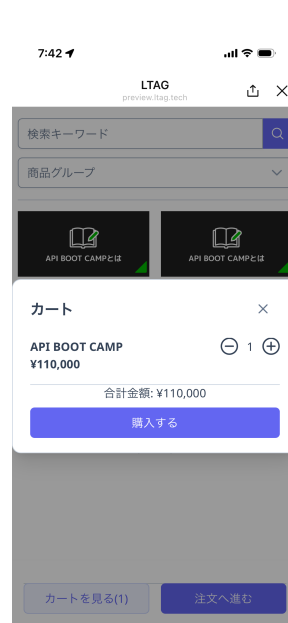 7:42
LTAG
preview.ltag.tech
検索キーワード
商品グループ
API BOOT CAMPとは
API BOOT CAMPとは
カート
API BOOT CAMP
1
¥110,000
合計金額: ¥110,000
購入する
カートを見る(1)
注文へ進む